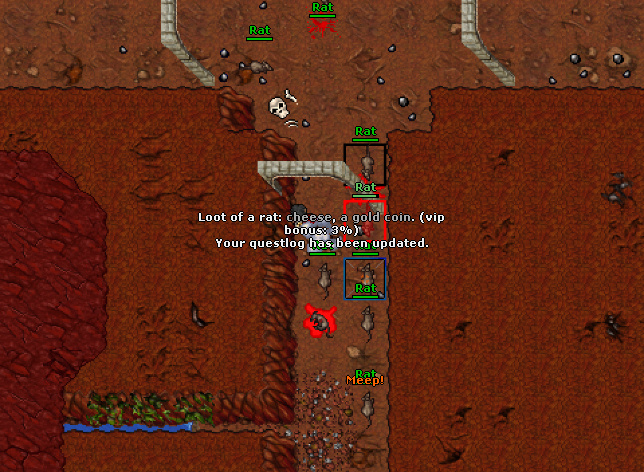 Rat
Rat
Rat
Rat
Loot of a rat: cheese, a gold coin. (vip
bonus: 3%)
Your questlog has been updated.
Rat
Rat
Meep!